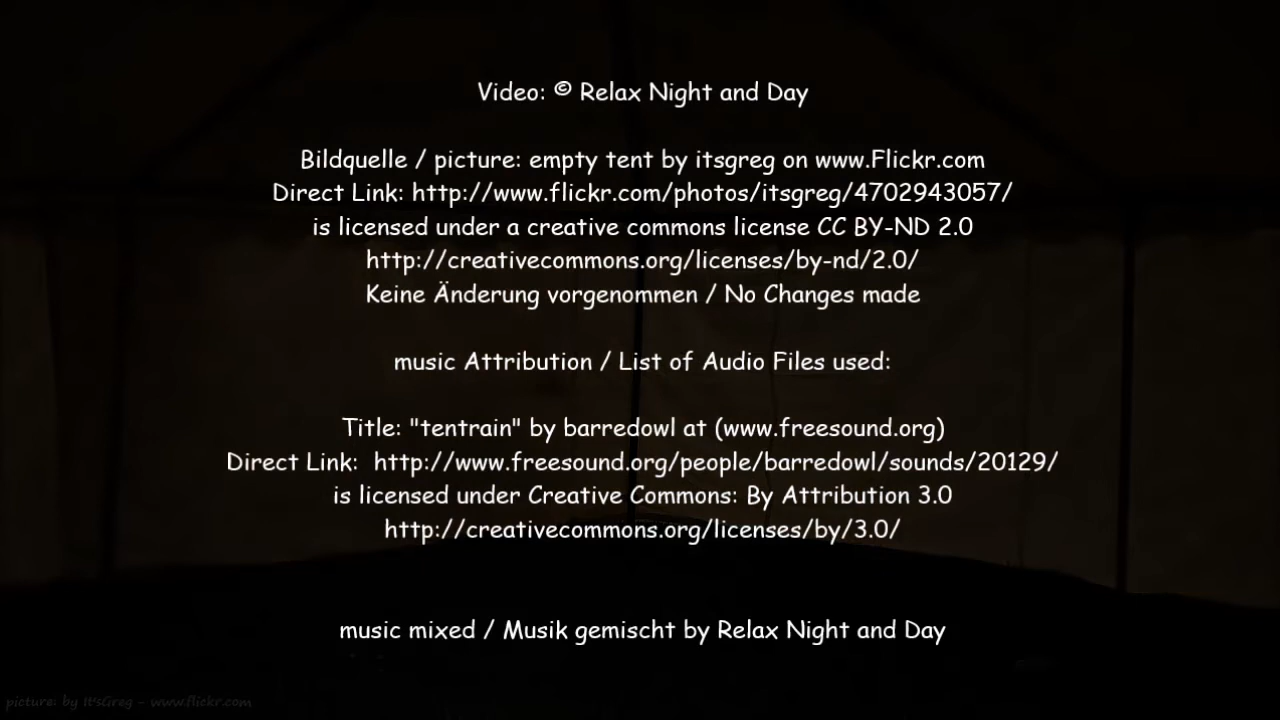 Video: © Relax Night and Day
Bildquelle / picture: empty tent by itsgreg on www.Flickr.com
Direct Link: http://www.flickr.com/photos/itsgreg/4702943057/
is licensed under a creative commons license CC BY-ND 2.0
http://creativecommons.org/licenses/by-nd/2.0/
Keine Änderung vorgenommen / No Changes made
music Attribution / List of Audio Files used:
Title: "tentrain" by barredowl at (www.freesound.org)
Direct Link:  http://www.freesound.org/people/barredowl/sounds/20129/
is licensed under Creative Commons: By Attribution 3.0
http://creativecommons.org/licenses/by/3.0/
music mixed / Musik gemischt by Relax Night and Day
picture: by It'sGreg - www.flickr.com